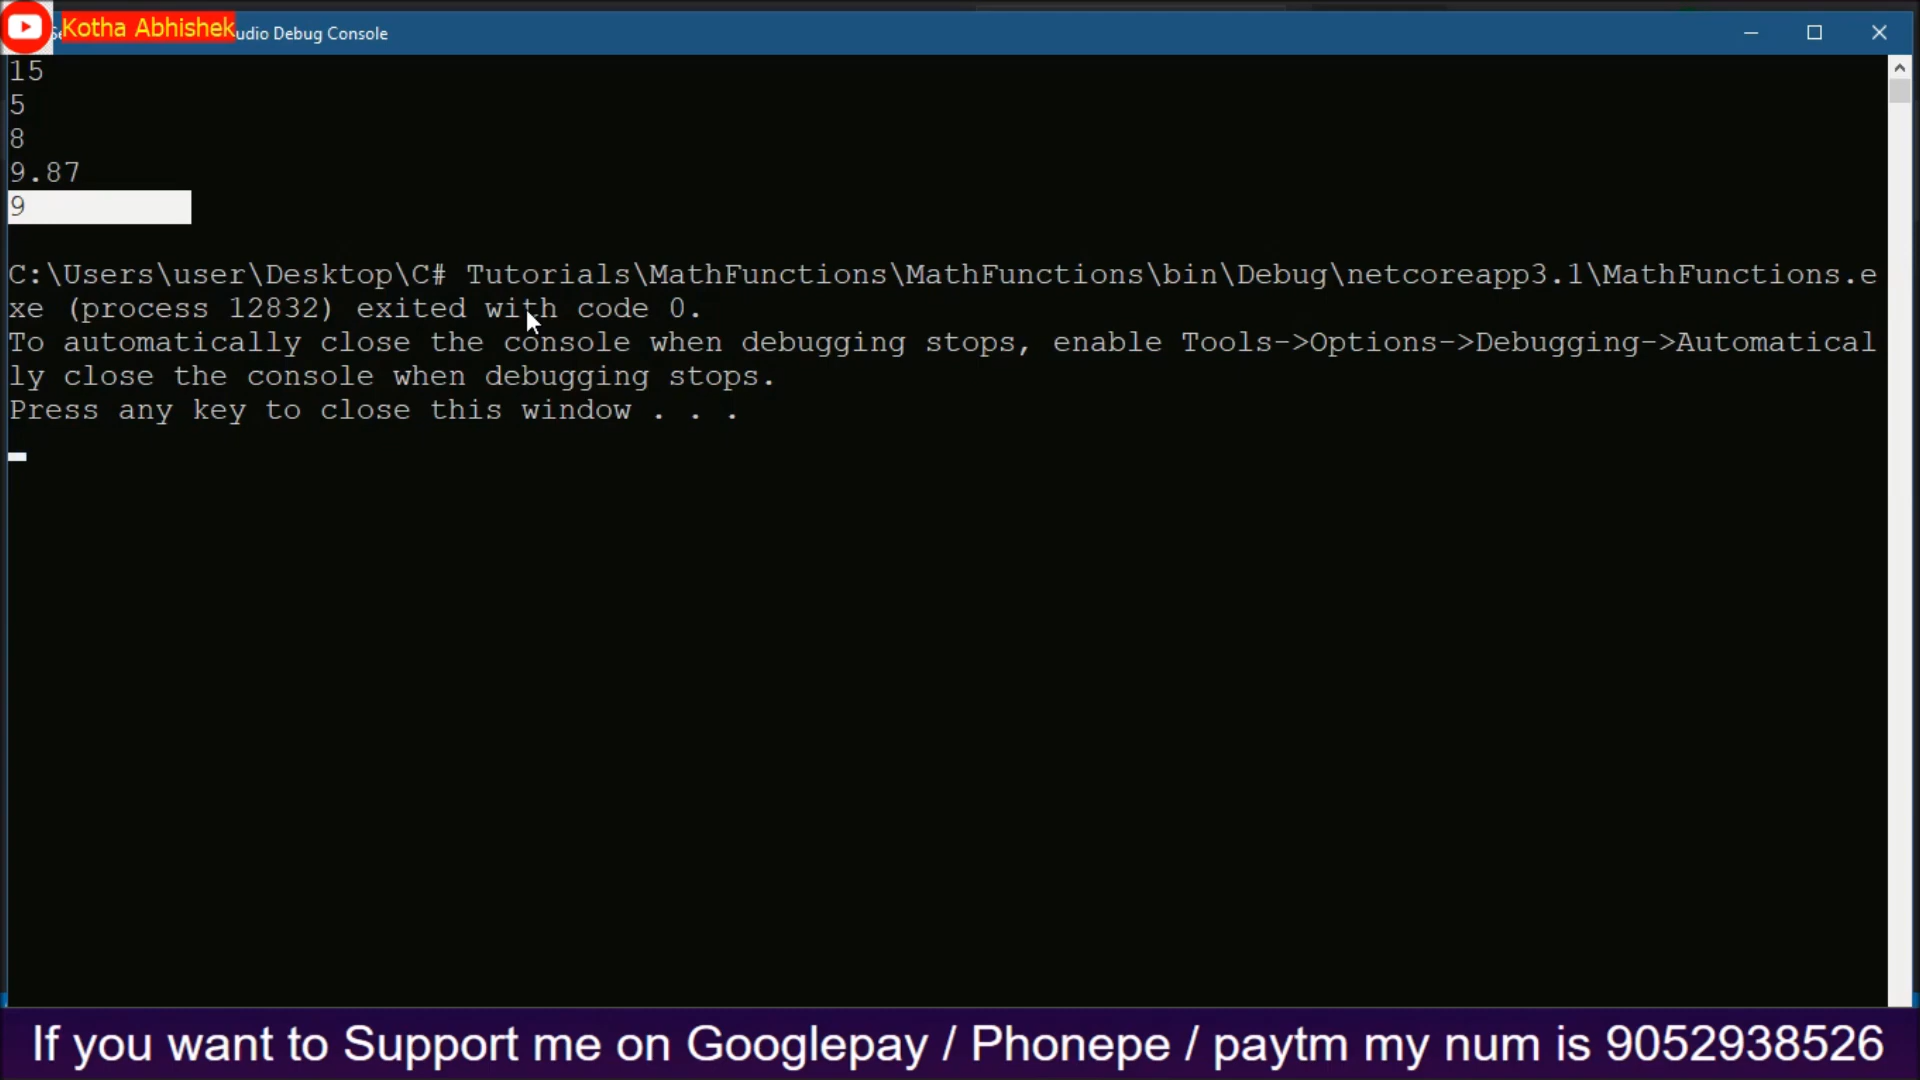 Kotha Abhishek
udio Debug Console
15
5
8
9.87
9
C:\Users\user\Desktop\C# Tutorials\MathFunctions\MathFunctions\bin\Debug\netcoreapp3.1\MathFunctions.e
xe (process 12832) exited with code 0.
To automatically close the console when debugging stops, enable Tools->Options->Debugging->Automatical
ly close the console when debugging stops.
Press any key to close this window . . .
If you want to Support me on Googlepay / Phonepe / paytm my num is 9052938526